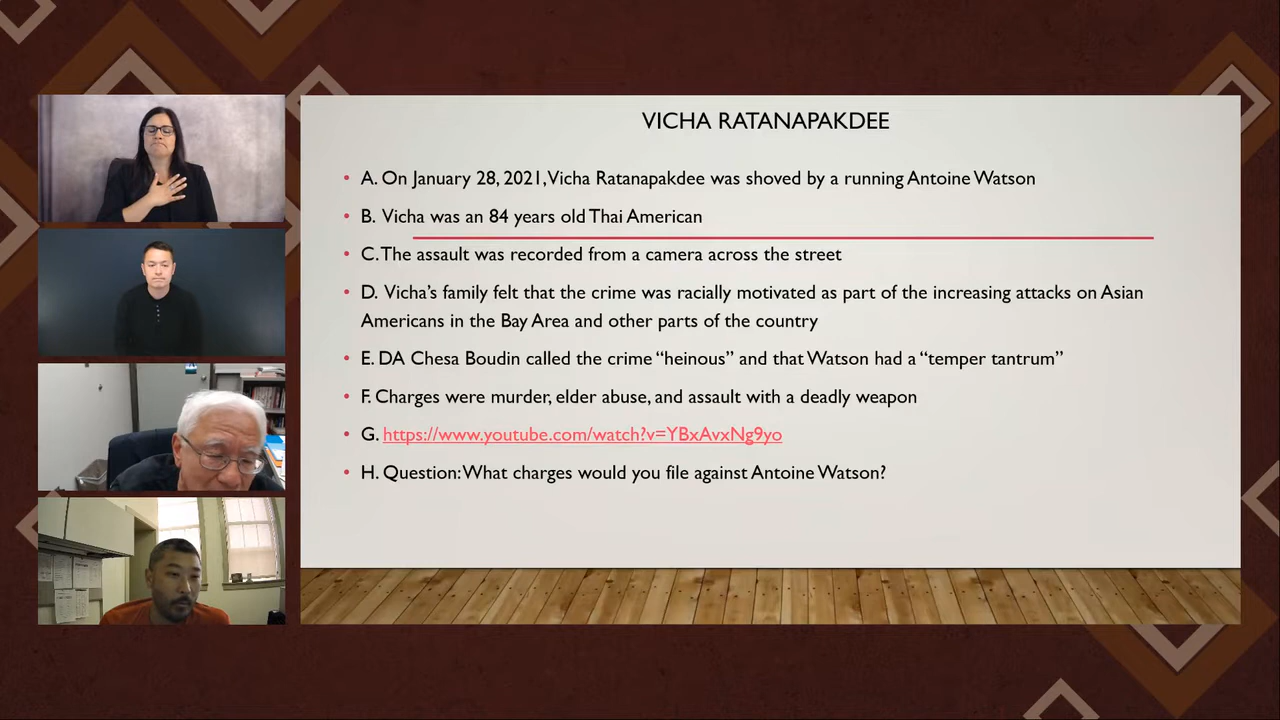 VICHA RATANAPAKDEE
• A. On January 28, 2021, Vicha Ratanapakdee was shoved by a running Antoine Watson
• B. Vicha was an 84 years old Thai American
• C. The assault was recorded from a camera across the street
• D. Vicha's family felt that the crime was racially motivated as part of the increasing attacks on Asian
Americans in the Bay Area and other parts of the country
• E. DA Chesa Boudin called the crime “heinous” and that Watson had a “temper tantrum”
• F. Charges were murder, elder abuse, and assault with a deadly weapon
• G. https://www.youtube.com/watch?v=YBxAvxNg9yo
• H. Question: What charges would you file against Antoine Watson?